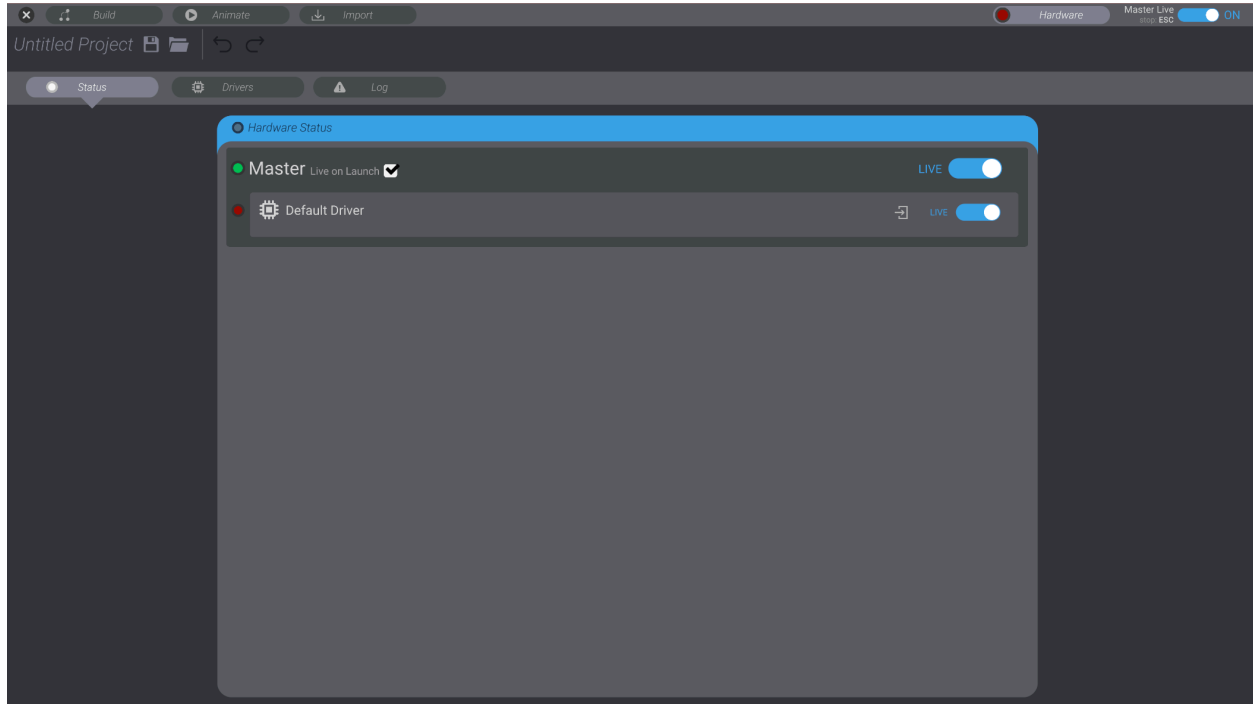 Build
Animate
Import
Hardware
Master Live
stop: ESC
ON
Untitled Project
Status
Drivers
Log
Hardware Status
Master Live on Launch
LIVE
Default Driver
LIVE